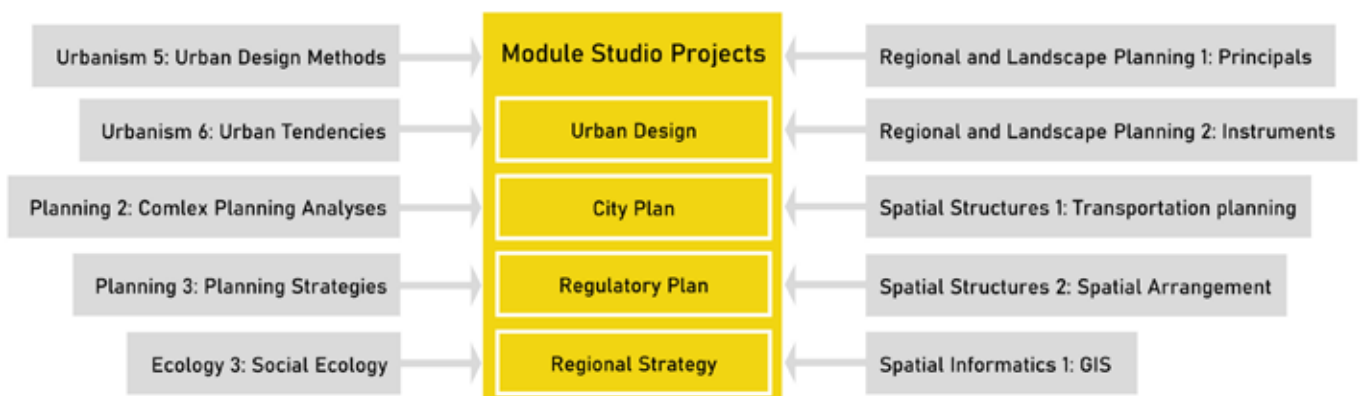 Urbanism 5: Urban Design Methods
Module Studio Projects
Regional and Landscape Planning 1: Principals
Urbanism 6: Urban Tendencies
Urban Design
Regional and Landscape Planning 2: Instruments
Planning 2: Comlex Planning Analyses
City Plan
Spatial Structures 1: Transportation planning
Planning 3: Planning Strategies
Regulatory Plan
Spatial Structures 2: Spatial Arrangement
Ecology 3: Social Ecology
Regional Strategy
Spatial Informatics 1: GIS